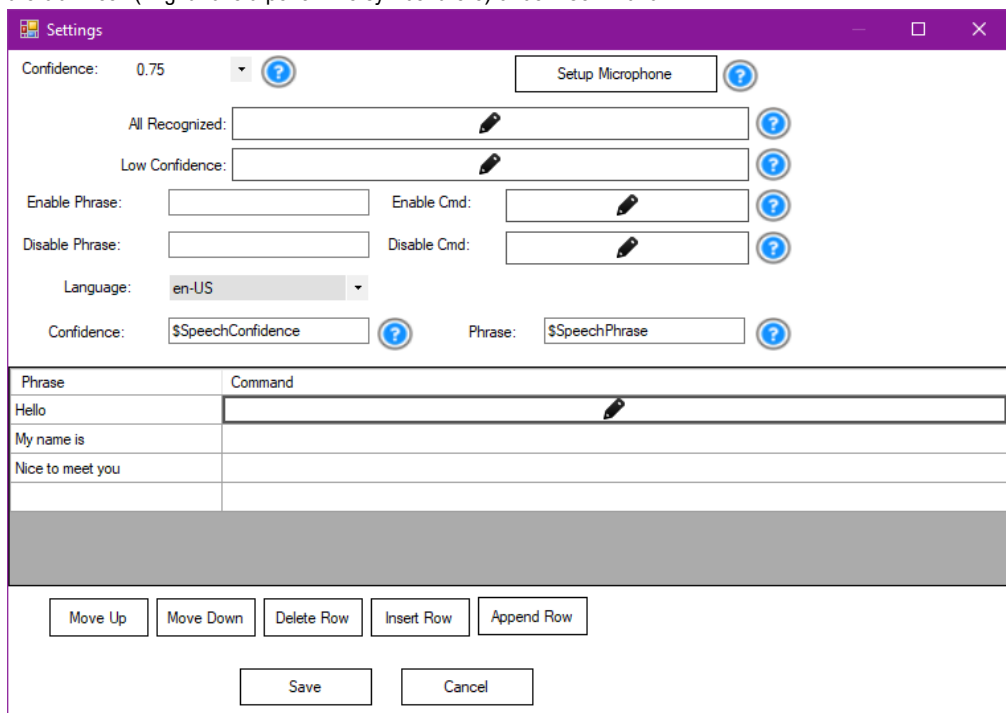 Settings
Confidence: 0.75 Setup Microphone
All Recognized:
Low Confidence:
Enable Phrase: Enable Cmd:
Disable Phrase: Disable Cmd:
Language: en-US
Confidence: $SpeechConfidence Phrase: $SpeechPhrase
Phrase Command
Hello
My name is
Nice to meet you
Move Up Move Down Delete Row Insert Row Append Row
Save Cancel